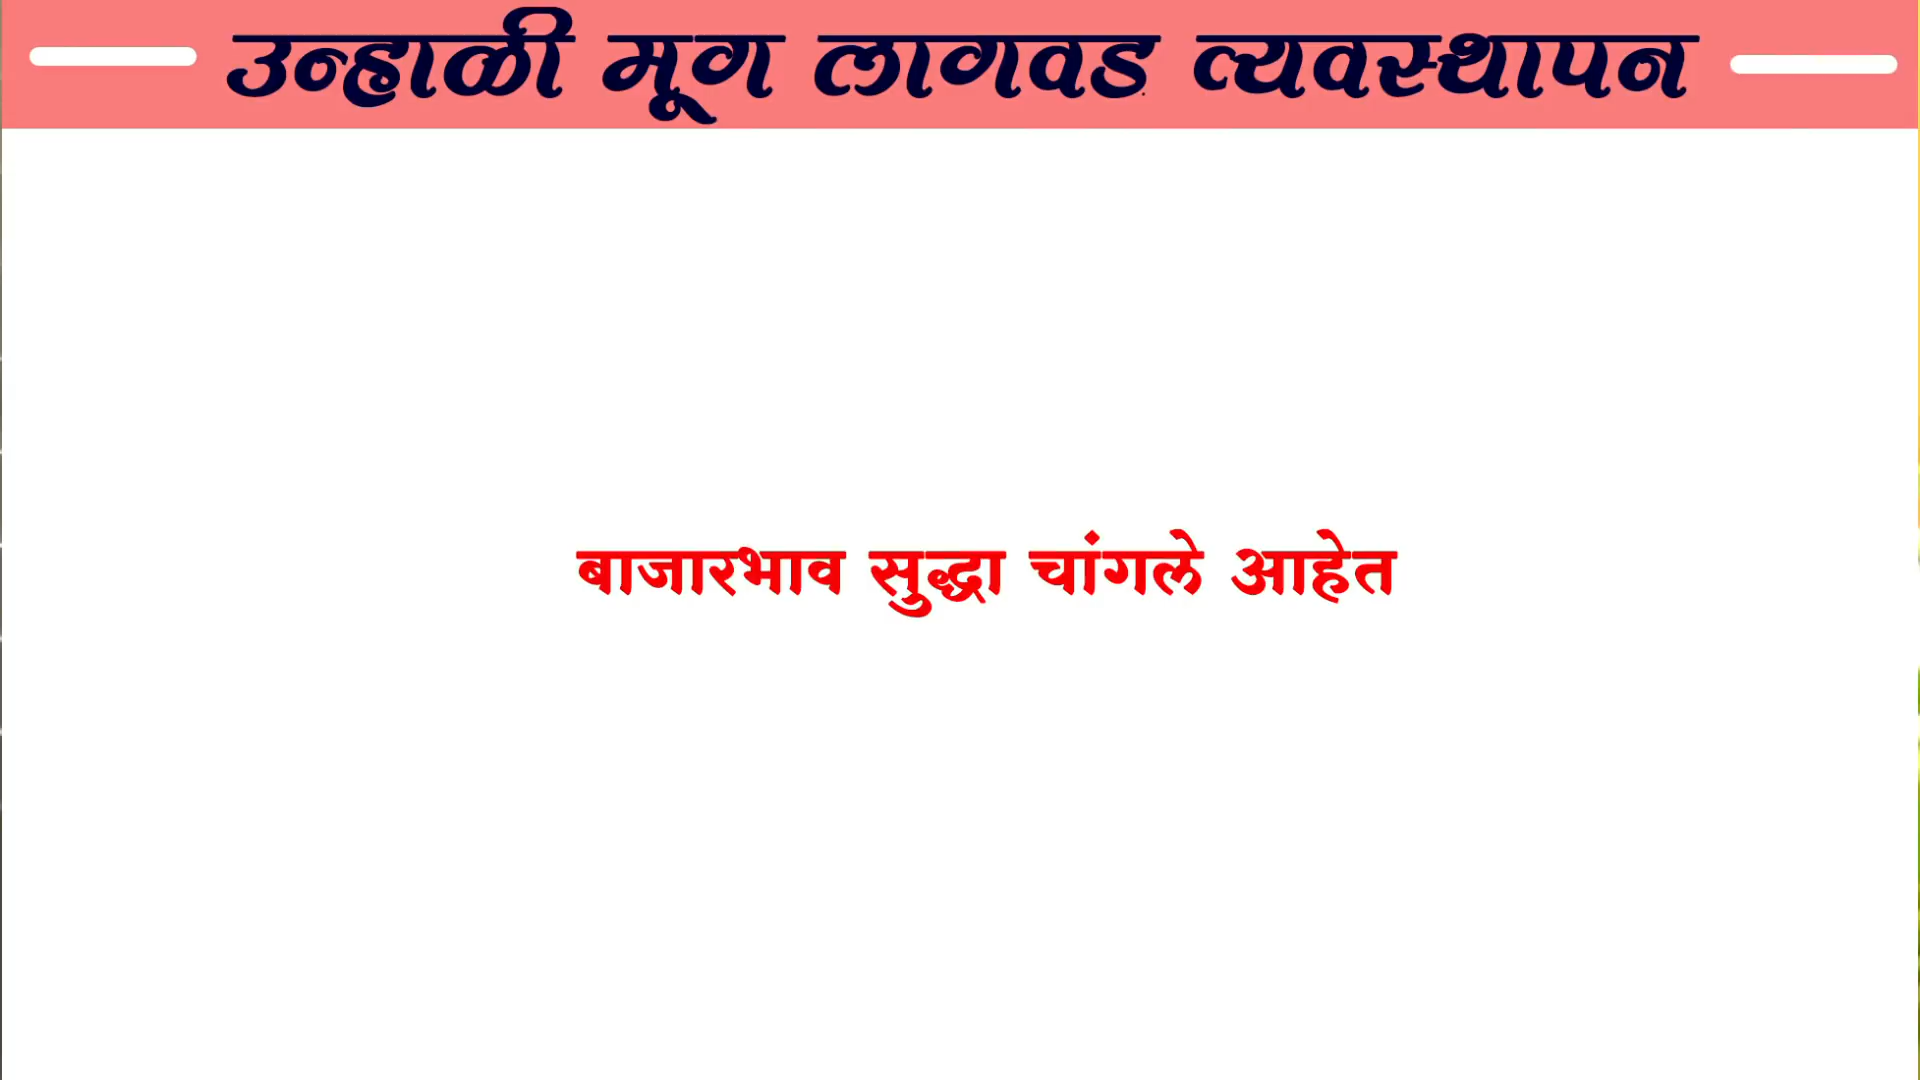 उन्हाळी मूग लागवड व्यवस्थापन
बाजारभाव सुद्धा चांगले आहेत